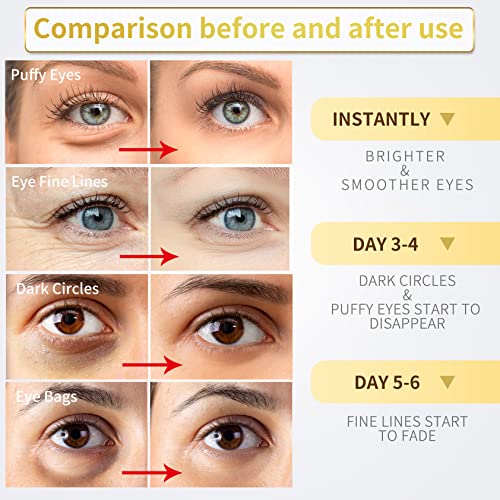 Comparison before and after use
Puffy Eyes
Eye Fine Lines
Dark Circles
Eye Bags
INSTANTLY
BRIGHTER
&
SMOOTHER EYES
DAY 3-4
DARK CIRCLES
&
PUFFY EYES START TO
DISAPPEAR
DAY 5-6
FINE LINES START
TO FADE